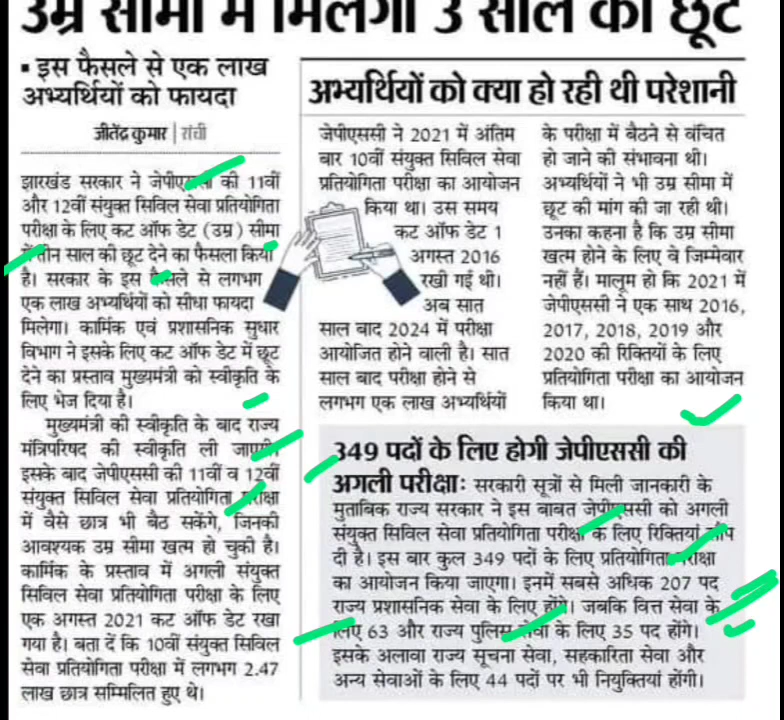 उम्र सीमा में मिलेगी 3 साल की छूट
▪ इस फैसले से एक लाख
अभ्यर्थियों को फायदा
जीतेंद्र कुमार | रांची
झारखंड सरकार ने जेपीएससी की 11वीं
और 12वीं संयुक्त सिविल सेवा प्रतियोगिता
परीक्षा के लिए कट ऑफ डेट (उम्र) सीमा
में तीन साल की छूट देने का फैसला किया
है। सरकार के इस फैसले से लगभग
एक लाख अभ्यर्थियों को सीधा फायदा
मिलेगा। कार्मिक एवं प्रशासनिक सुधार
विभाग ने इसके लिए कट ऑफ डेट में छूट
देने का प्रस्ताव मुख्यमंत्री को स्वीकृति के
लिए भेज दिया है।
मुख्यमंत्री की स्वीकृति के बाद राज्य
मंत्रिपरिषद की स्वीकृति ली जाएगी।
इसके बाद जेपीएससी की 11वीं व 12वीं
संयुक्त सिविल सेवा प्रतियोगिता परीक्षा
में वैसे छात्र भी बैठ सकेंगे, जिनकी
आवश्यक उम्र सीमा खत्म हो चुकी है।
कार्मिक के प्रस्ताव में अगली संयुक्त
सिविल सेवा प्रतियोगिता परीक्षा के लिए
एक अगस्त 2021 कट ऑफ डेट रखा
गया है। बता दें कि 10वीं संयुक्त सिविल
सेवा प्रतियोगिता परीक्षा में लगभग 2.47
लाख छात्र सम्मिलित हुए थे।
अभ्यर्थियों को क्या हो रही थी परेशानी
जेपीएससी ने 2021 में अंतिम
बार 10वीं संयुक्त सिविल सेवा
प्रतियोगिता परीक्षा का आयोजन
किया था। उस समय
कट ऑफ डेट 1
अगस्त 2016
रखी गई थी।
अब सात
साल बाद 2024 में परीक्षा
आयोजित होने वाली है। सात
साल बाद परीक्षा होने से
लगभग एक लाख अभ्यर्थियों
के परीक्षा में बैठने से वंचित
हो जाने की संभावना थी।
अभ्यर्थियों ने भी उम्र सीमा में
छूट की मांग की जा रही थी।
उनका कहना है कि उम्र सीमा
खत्म होने के लिए वे जिम्मेवार
नहीं हैं। मालूम हो कि 2021 में
जेपीएससी ने एक साथ 2016,
2017, 2018, 2019 और
2020 की रिक्तियों के लिए
प्रतियोगिता परीक्षा का आयोजन
किया था।
349 पदों के लिए होगी जेपीएससी की
अगली परीक्षा: सरकारी सूत्रों से मिली जानकारी के
मुताबिक राज्य सरकार ने इस बाबत जेपीएससी को अगली
संयुक्त सिविल सेवा प्रतियोगिता परीक्षा के लिए रिक्तियां सौंप
दी है। इस बार कुल 349 पदों के लिए प्रतियोगिता परीक्षा
का आयोजन किया जाएगा। इनमें सबसे अधिक 207 पद
राज्य प्रशासनिक सेवा के लिए होंगे। जबकि वित्त सेवा के
लिए 63 और राज्य पुलिस सेवा के लिए 35 पद होंगे।
इसके अलावा राज्य सूचना सेवा, सहकारिता सेवा और
अन्य सेवाओं के लिए 44 पदों पर भी नियुक्तियां होंगी।